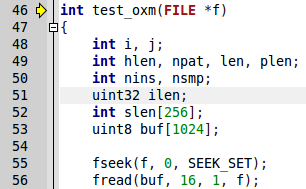 46 int test_oxm(FILE *f)
47 {
48 int i, j;
49 int hlen, npat, len, plen;
50 int nins, nsmp;
51 uint32 ilen;
52 int slen[256];
53 uint8 buf[1024];
54
55 fseek(f, 0, SEEK_SET);
56 fread(buf, 16, 1, f);